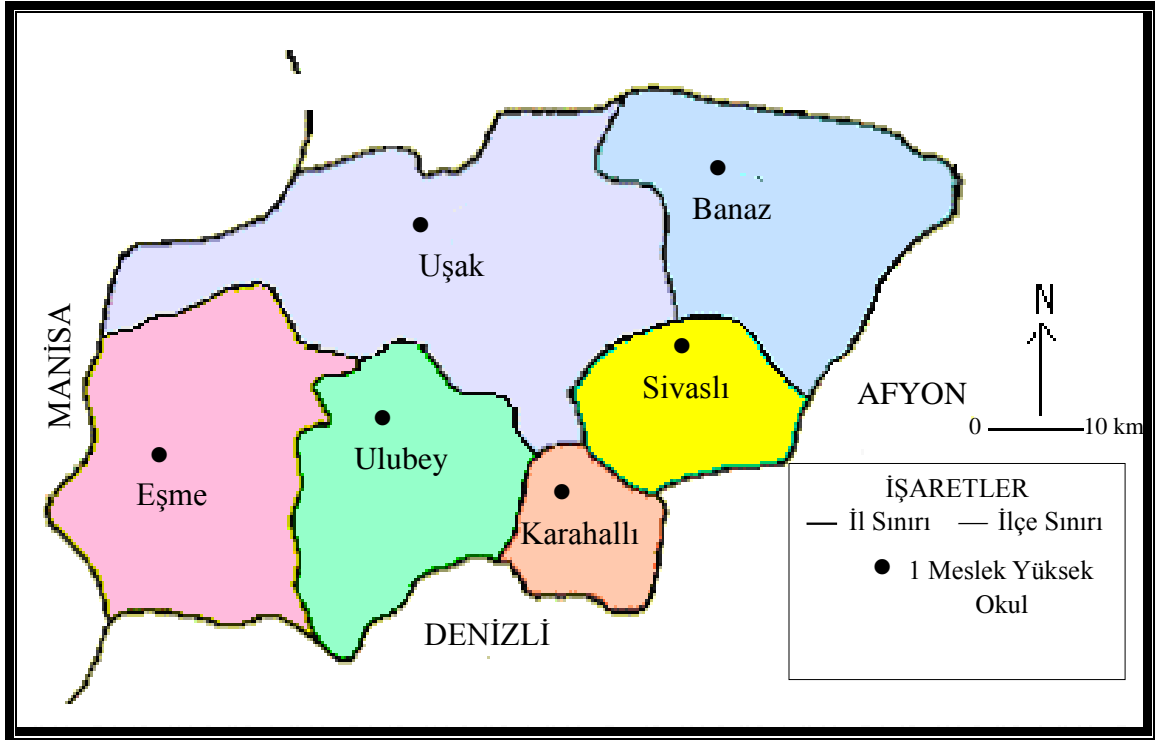 Banaz
Uşak
N
MANİSA
Sivaslı
AFYON
0 10 km
Ulubey
Eşme
Karahallı
DENİZLİ
İŞARETLER
İl Sınırı İlçe Sınırı
1 Meslek Yüksek
Okul